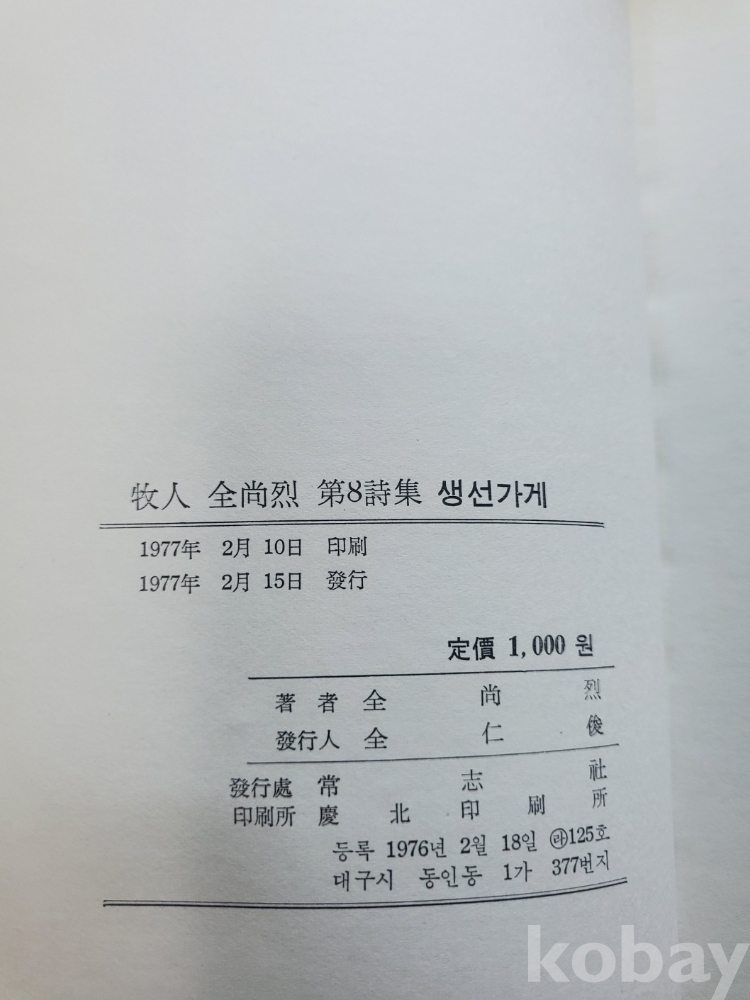 牧人 全尙烈 第8詩集 생선가게
1977年 2月 10日 印刷
1977年 2月 15日 發行
定價 1,000 원
著者 全尙烈
發行人 全仁俊
發行處 常志社
印刷所 慶北印刷所
등록 1976년 2월 18일 ㉱125호
대구시 동인동 1가 377번지
kobay